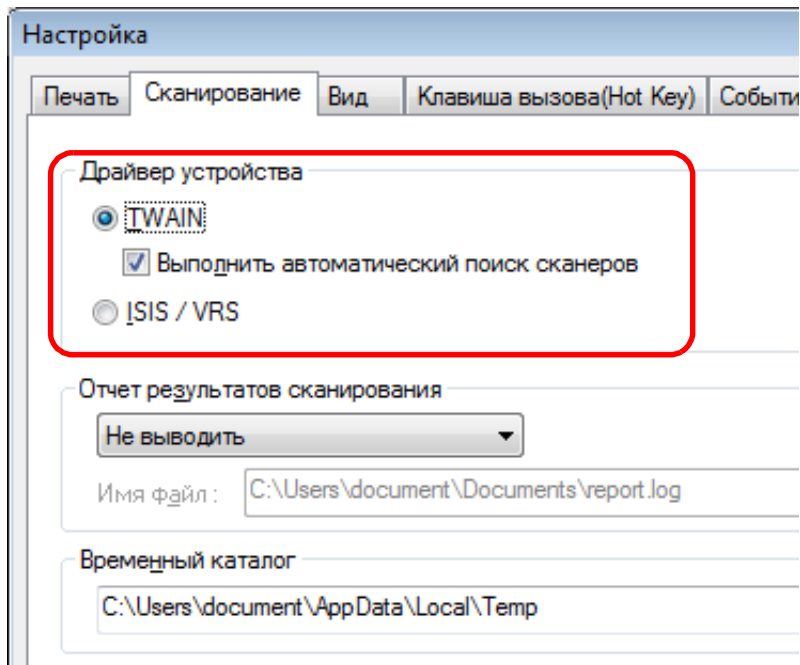 Настройка
Печать Сканирование Вид Клавиша вызова(Hot Key) Событи
Драйвер устройства
TWAIN
Выполнить автоматический поиск сканеров
ISIS / VRS
Отчет результатов сканирования
Не выводить
Имя файл : C:\Users\document\Documents\report.log
Временный каталог
C:\Users\document\AppData\Local\Temp